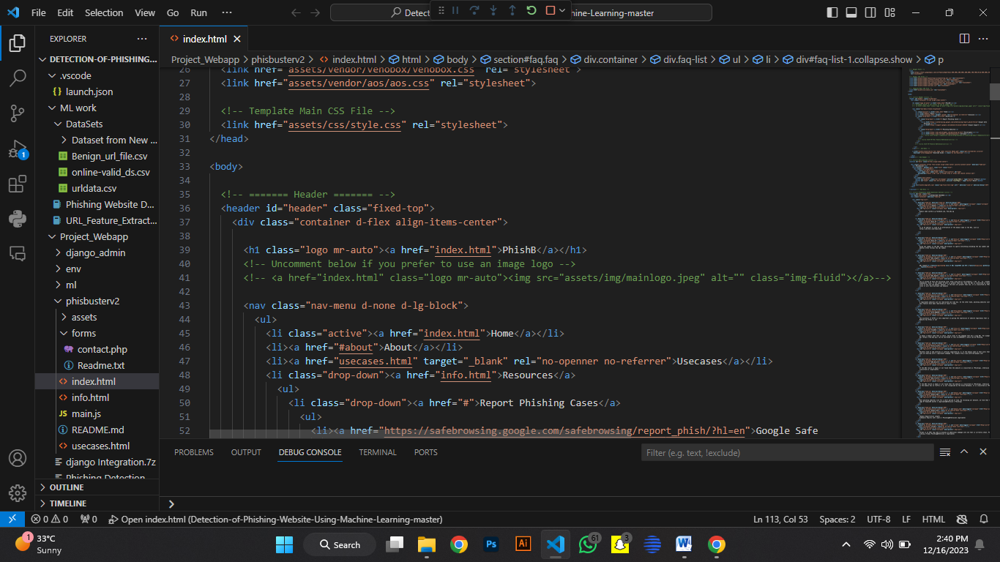 File Edit Selection View Go Run ···
Detect
hine-Learning-master
EXPLORER
DETECTION-OF-PHISHING...
.vscode
launch.json
ML work
DataSets
Dataset from New ...
Benign_url_file.csv
online-valid_ds.csv
urldata.csv
Phishing Website D...
URL_Feature_Extract...
Project_Webapp
django_admin
env
ml
phisbusterv2
assets
forms
contact.php
Readme.txt
index.html
info.html
JS main.js
README.md
usecases.html
django Integration.7z
Phishing Detection
OUTLINE
TIMELINE
1
index.html
Project_Webapp > phisbusterv2 > index.html > html > body > section#faq.faq > div.container > div.faq-list > ul > li > div#faq-list-1.collapse.show > p
26 <link href="assets/vendor/venobox/venobox.css" rel="stylesheet">
27 <link href="assets/vendor/aos/aos.css" rel="stylesheet">
28
29 <!-- Template Main CSS File -->
30 <link href="assets/css/style.css" rel="stylesheet">
31 </head>
32
33 <body>
34
35 <!-- ======= Header ======= -->
36 <header id="header" class="fixed-top">
37 <div class="container d-flex align-items-center">
38
39 <h1 class="logo mr-auto"><a href="index.html">PhishB</a></h1>
40 <!-- Uncomment below if you prefer to use an image logo -->
41 <!-- <a href="index.html" class="logo mr-auto"><img src="assets/img/mainlogo.jpeg" alt="" class="img-fluid"></a>-->
42
43 <nav class="nav-menu d-none d-lg-block">
44 <ul>
45 <li class="active"><a href="index.html">Home</a></li>
46 <li><a href="#about">About</a></li>
47 <li><a href="usecases.html" target="_blank" rel="no-openner no-referrer">Usecases</a></li>
48 <li class="drop-down"><a href="info.html">Resources</a>
49 <ul>
50 <li class="drop-down"><a href="#">Report Phishing Cases</a>
51 <ul>
52 <li><a href="https://safebrowsing.google.com/safebrowsing/report_phish/?hl=en">Google Safe
PROBLEMS OUTPUT DEBUG CONSOLE TERMINAL PORTS
Filter (e.g. text, !exclude)
0 0 0 Open index.html (Detection-of-Phishing-Website-Using-Machine-Learning-master)
Ln 113, Col 53 Spaces: 2 UTF-8 LF HTML
1
33°C
Sunny
Search
Ps
Ai
61
3
W
2:40 PM
12/16/2023